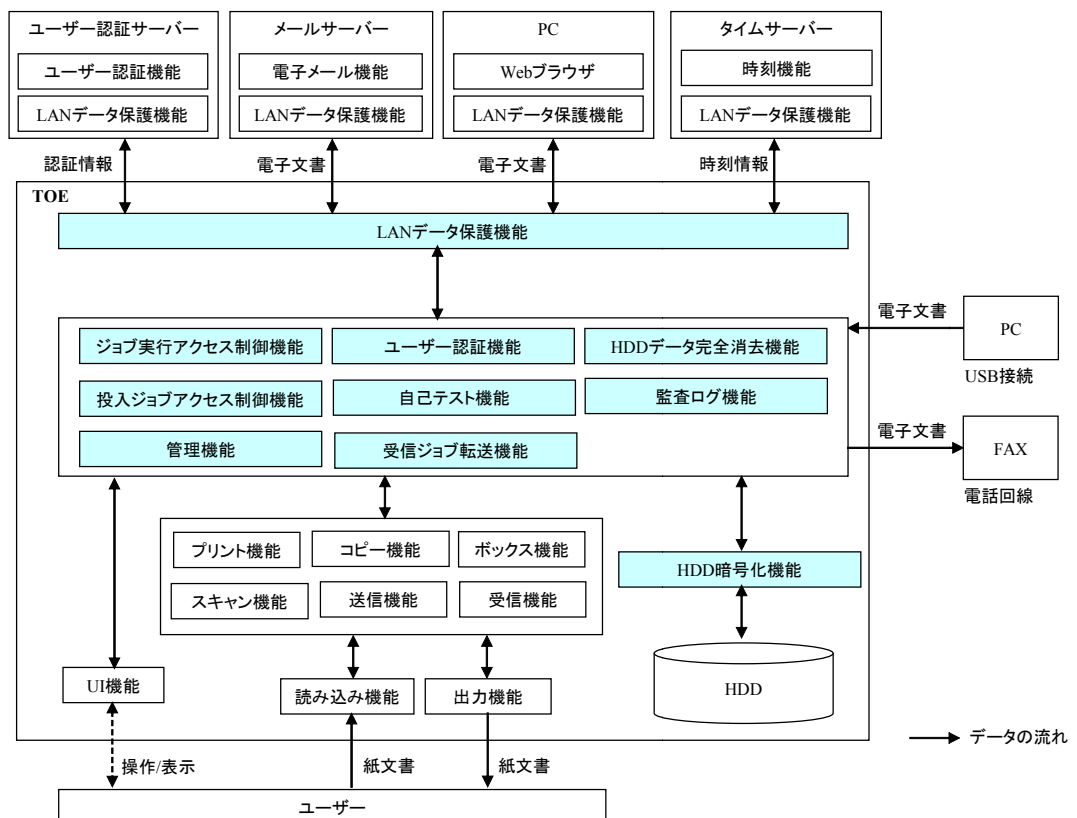 ユーザー認証サーバー
ユーザー認証機能
LANデータ保護機能
メールサーバー
電子メール機能
LANデータ保護機能
PC
Webブラウザ
LANデータ保護機能
タイムサーバー
時刻機能
LANデータ保護機能
認証情報
電子文書
電子文書
時刻情報
TOE
LANデータ保護機能
ジョブ実行アクセス制御機能
ユーザー認証機能
HDDデータ完全消去機能
投入ジョブアクセス制御機能
自己テスト機能
監査ログ機能
管理機能
受信ジョブ転送機能
電子文書
PC
USB接続
電子文書
FAX
電話回線
プリント機能
コピー機能
ボックス機能
スキャン機能
送信機能
受信機能
HDD暗号化機能
HDD
UI機能
読み込み機能
出力機能
操作/表示
紙文書
紙文書
データの流れ
ユーザー